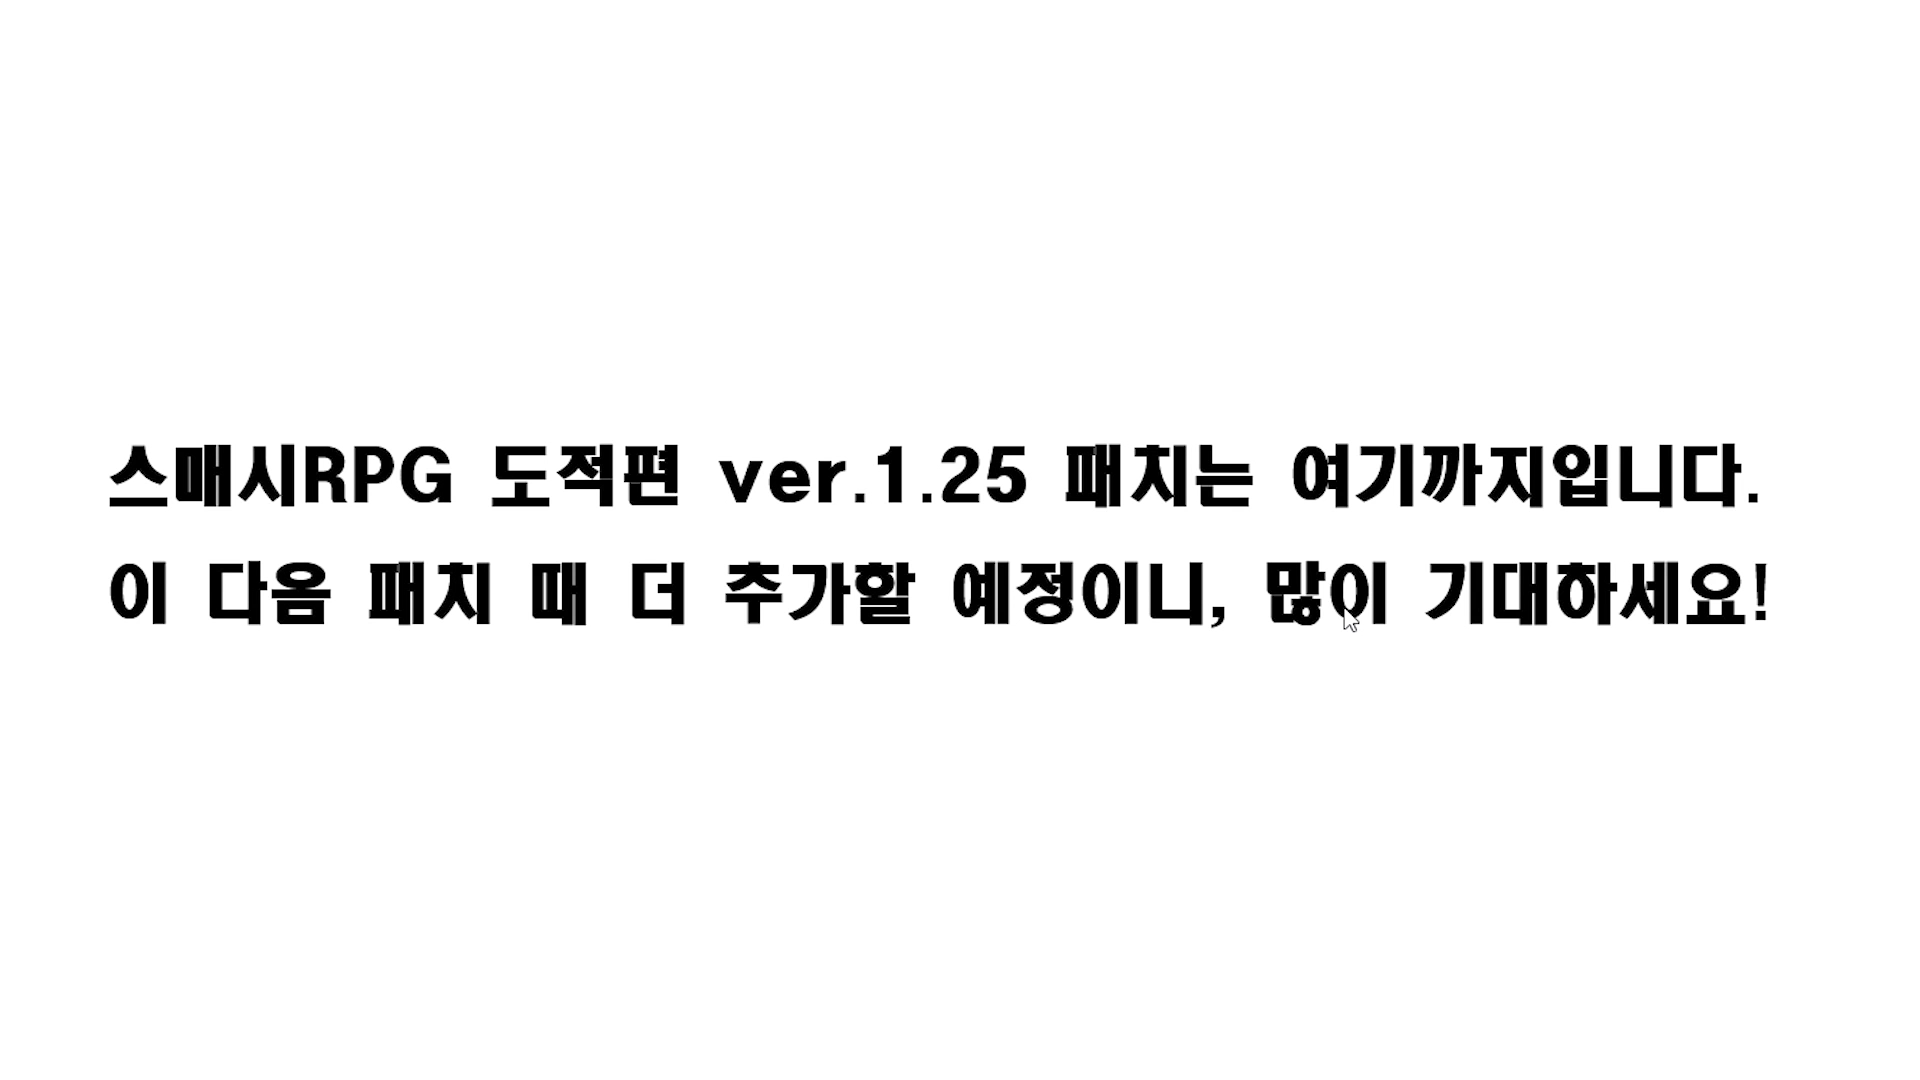 스매시RPG 도적편 ver.1.25 패치는 여기까지입니다.
이 다음 패치 때 더 추가할 예정이니, 많이 기대하세요!